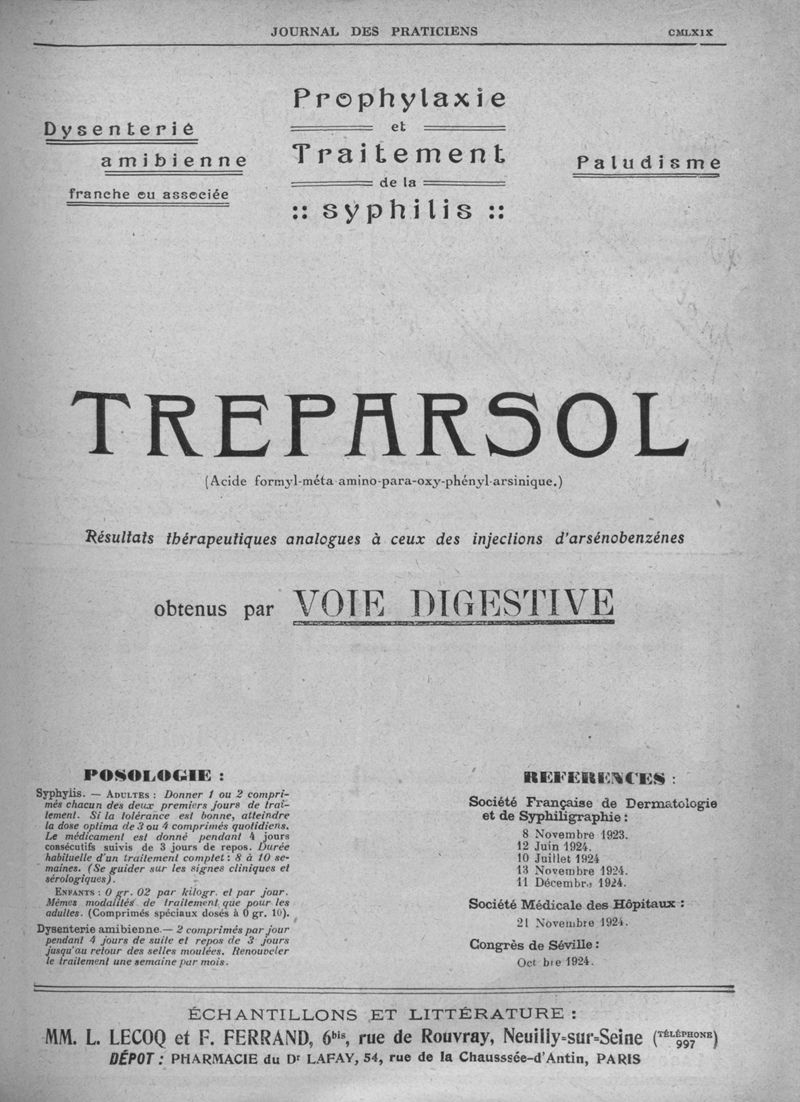 JOURNAL DES PRATICIENS
CMLXIX
Dysenterié
amibienne
franche ou associée
Prophylaxie
et
Traitement
de la
:: syphilis ::
Paludisme
TREPARSOL
(Acide formyl-méta amino-para-oxy-phényl-arsinique.)
Résultats thérapeutiques analogues à ceux des injections d'arsénobenzénes
obtenus par VOIE DIGESTIVE
POSOLOGIE :
Syphylis. — ADULTES : Donner 1 ou 2 compri-
més chacun des deux premiers jours de trai-
tement. Si la tolérance est bonne, atteindre
la dose optima de 3 ou 4 comprimés quotidiens.
Le médicament est donné pendant 4 jours
consécutifs suivis de 3 jours de repos. Durée
habituelle d'un traitement complet : 8 à 10 se-
maines. (Se guider sur les signes cliniques et
sérologiques).
ENFANTS : 0 gr. 02 par kilogr. et par jour.
Mêmes modalités de traitement que pour les
adultes. (Comprimés spéciaux dosés à 0 gr. 10).
Dysenterie amibienne.— 2 comprimés par jour
pendant 4 jours de suite et repos de 3 jours
jusqu'au retour des selles moulées. Renouveler
le traitement une semaine par mois.
REFERENCES :
Société Française de Dermatologie
et de Syphiligraphie :
8 Novembre 1923.
12 Juin 1924.
10 Juillet 1924
13 Novembre 1924.
11 Décembre 1924.
Société Médicale des Hôpitaux :
21 Novembre 1924.
Congrès de Séville :
Oct bre 1924.
ÉCHANTILLONS ET LITTÉRATURE :
MM. L. LECOQ et F. FERRAND, 6bis, rue de Rouvray, Neuilly-sur-Seine (TÉLÉPHONE 997)
DÉPOT : PHARMACIE du Dr LAFAY, 54, rue de la Chausssée-d'Antin, PARIS